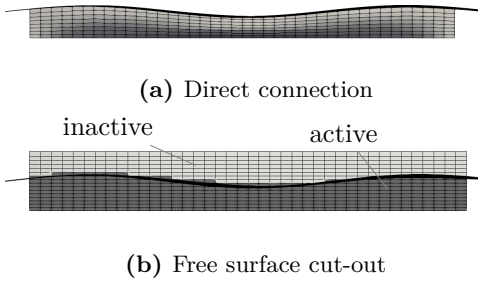 (a) Direct connection
inactive
active
(b) Free surface cut-out